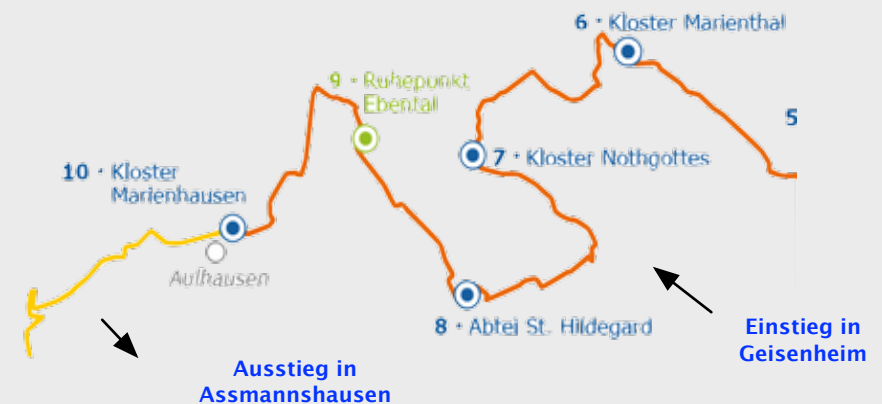 6 · Kloster Marienthal
9 · Ruhepunkt
Ebental
5
7 · Kloster Nothgottes
10 · Kloster
Marienhausen
Aulhausen
8 · Abtei St. Hildegard
Einstieg in
Geisenheim
Ausstieg in
Assmannshausen